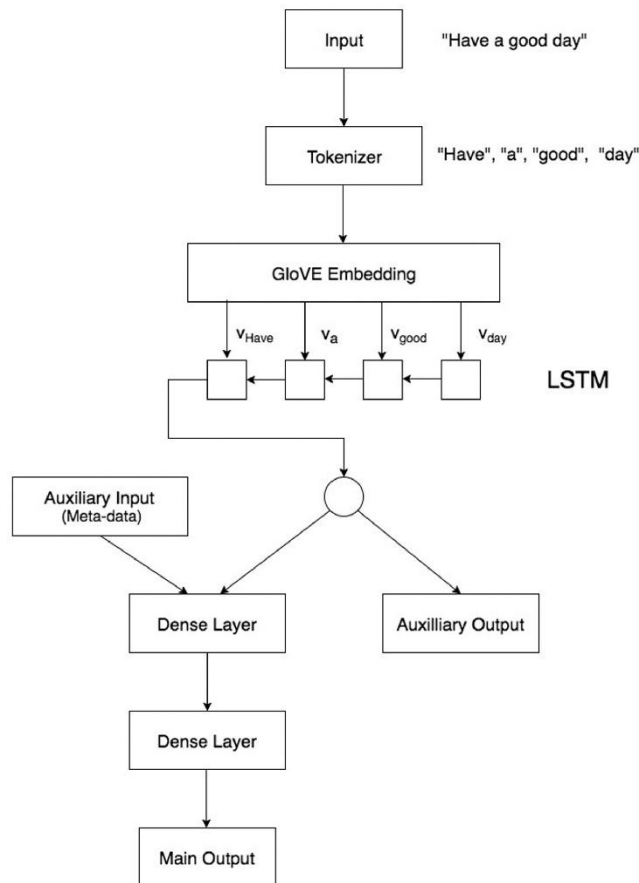 Input
"Have a good day"
Tokenizer
"Have", "a", "good", "day"
GloVE Embedding
vHave
va
vgood
vday
LSTM
Auxiliary Input
(Meta-data)
Dense Layer
Auxilliary Output
Dense Layer
Main Output